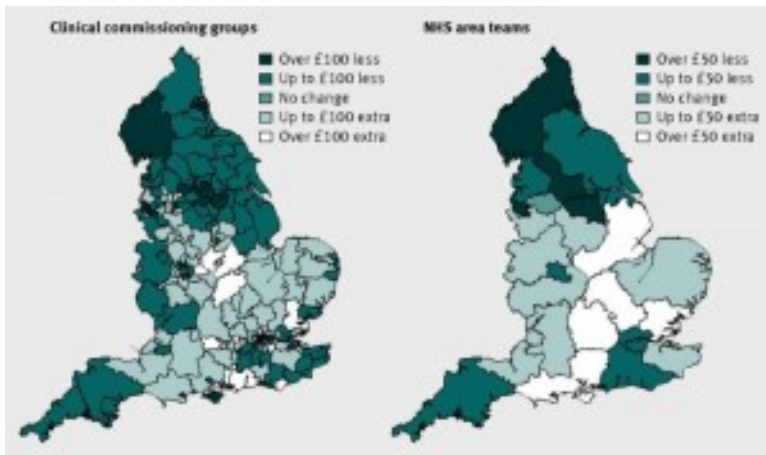 Clinical commissioning groups
Over £100 less
Up to £100 less
No change
Up to £100 extra
Over £100 extra
NHS area teams
Over £50 less
Up to £50 less
No change
Up to £50 extra
Over £50 extra